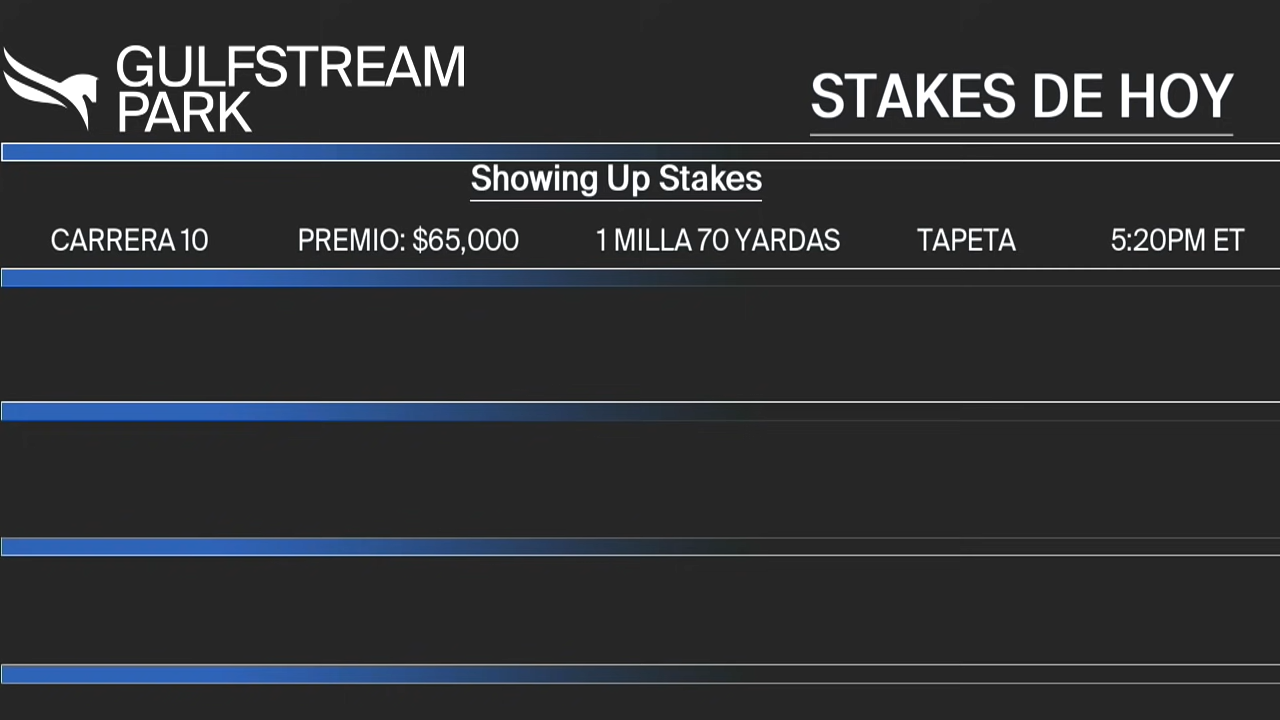 GULFSTREAM
PARK
STAKES DE HOY
Showing Up Stakes
CARRERA 10 PREMIO: $65,000 1 MILLA 70 YARDAS TAPETA 5:20PM ET